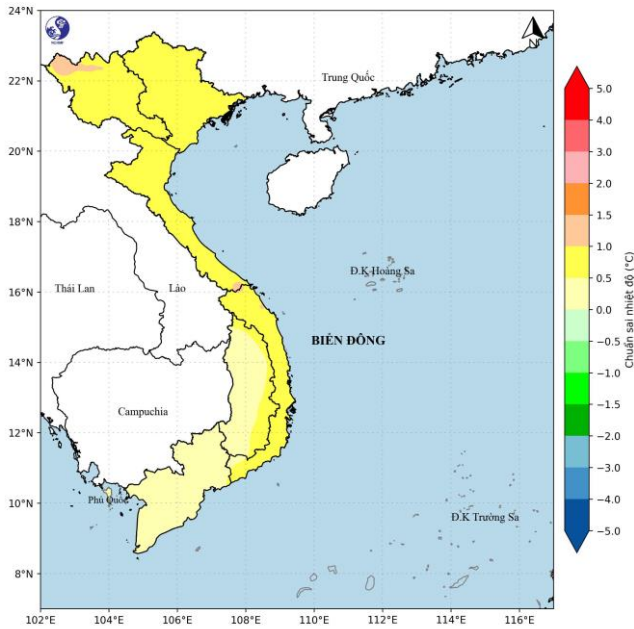 24°N
22°N
20°N
18°N
16°N
14°N
12°N
10°N
8°N
Trung Quốc
Đ.K Hoàng Sa
Thái Lan
Lào
BIỂN ĐÔNG
Campuchia
Phú Quốc
Đ.K Trường Sa
102°E
104°E
106°E
108°E
110°E
112°E
114°E
116°E
5.0
4.0
3.0
2.0
1.5
1.0
0.5
0.0
−0.5
−1.0
−1.5
−2.0
−3.0
−4.0
−5.0
Chuẩn sai nhiệt độ (°C)